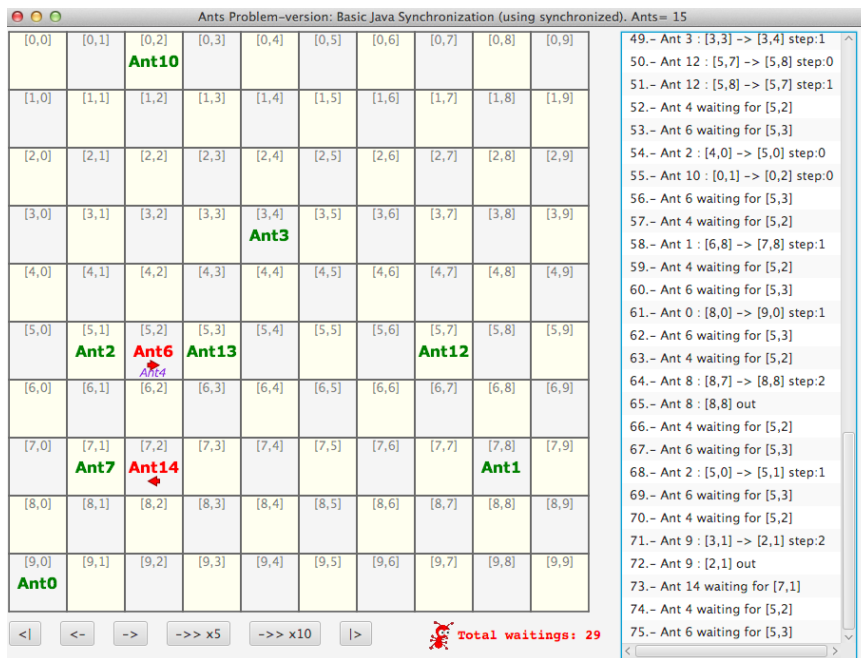 Ants Problem-version: Basic Java Synchronization (using synchronized). Ants= 15
[0,0] [0,1] [0,2] [0,3] [0,4] [0,5] [0,6] [0,7] [0,8] [0,9]
Ant10
[1,0] [1,1] [1,2] [1,3] [1,4] [1,5] [1,6] [1,7] [1,8] [1,9]
[2,0] [2,1] [2,2] [2,3] [2,4] [2,5] [2,6] [2,7] [2,8] [2,9]
[3,0] [3,1] [3,2] [3,3] [3,4] [3,5] [3,6] [3,7] [3,8] [3,9]
Ant3
[4,0] [4,1] [4,2] [4,3] [4,4] [4,5] [4,6] [4,7] [4,8] [4,9]
[5,0] [5,1] [5,2] [5,3] [5,4] [5,5] [5,6] [5,7] [5,8] [5,9]
Ant2 Ant6 Ant13 Ant12
Ant4
[6,0] [6,1] [6,2] [6,3] [6,4] [6,5] [6,6] [6,7] [6,8] [6,9]
[7,0] [7,1] [7,2] [7,3] [7,4] [7,5] [7,6] [7,7] [7,8] [7,9]
Ant7 Ant14 Ant1
[8,0] [8,1] [8,2] [8,3] [8,4] [8,5] [8,6] [8,7] [8,8] [8,9]
[9,0] [9,1] [9,2] [9,3] [9,4] [9,5] [9,6] [9,7] [9,8] [9,9]
Ant0
<| <- -> ->> x5 ->> x10 |> Total waitings: 29
49.- Ant 3 : [3,3] -> [3,4] step:1
50.- Ant 12 : [5,7] -> [5,8] step:0
51.- Ant 12 : [5,8] -> [5,7] step:1
52.- Ant 4 waiting for [5,2]
53.- Ant 6 waiting for [5,3]
54.- Ant 2 : [4,0] -> [5,0] step:0
55.- Ant 10 : [0,1] -> [0,2] step:0
56.- Ant 6 waiting for [5,3]
57.- Ant 4 waiting for [5,2]
58.- Ant 1 : [6,8] -> [7,8] step:1
59.- Ant 4 waiting for [5,2]
60.- Ant 6 waiting for [5,3]
61.- Ant 0 : [8,0] -> [9,0] step:1
62.- Ant 6 waiting for [5,3]
63.- Ant 4 waiting for [5,2]
64.- Ant 8 : [8,7] -> [8,8] step:2
65.- Ant 8 : [8,8] out
66.- Ant 4 waiting for [5,2]
67.- Ant 6 waiting for [5,3]
68.- Ant 2 : [5,0] -> [5,1] step:1
69.- Ant 6 waiting for [5,3]
70.- Ant 4 waiting for [5,2]
71.- Ant 9 : [3,1] -> [2,1] step:2
72.- Ant 9 : [2,1] out
73.- Ant 14 waiting for [7,1]
74.- Ant 4 waiting for [5,2]
75.- Ant 6 waiting for [5,3]